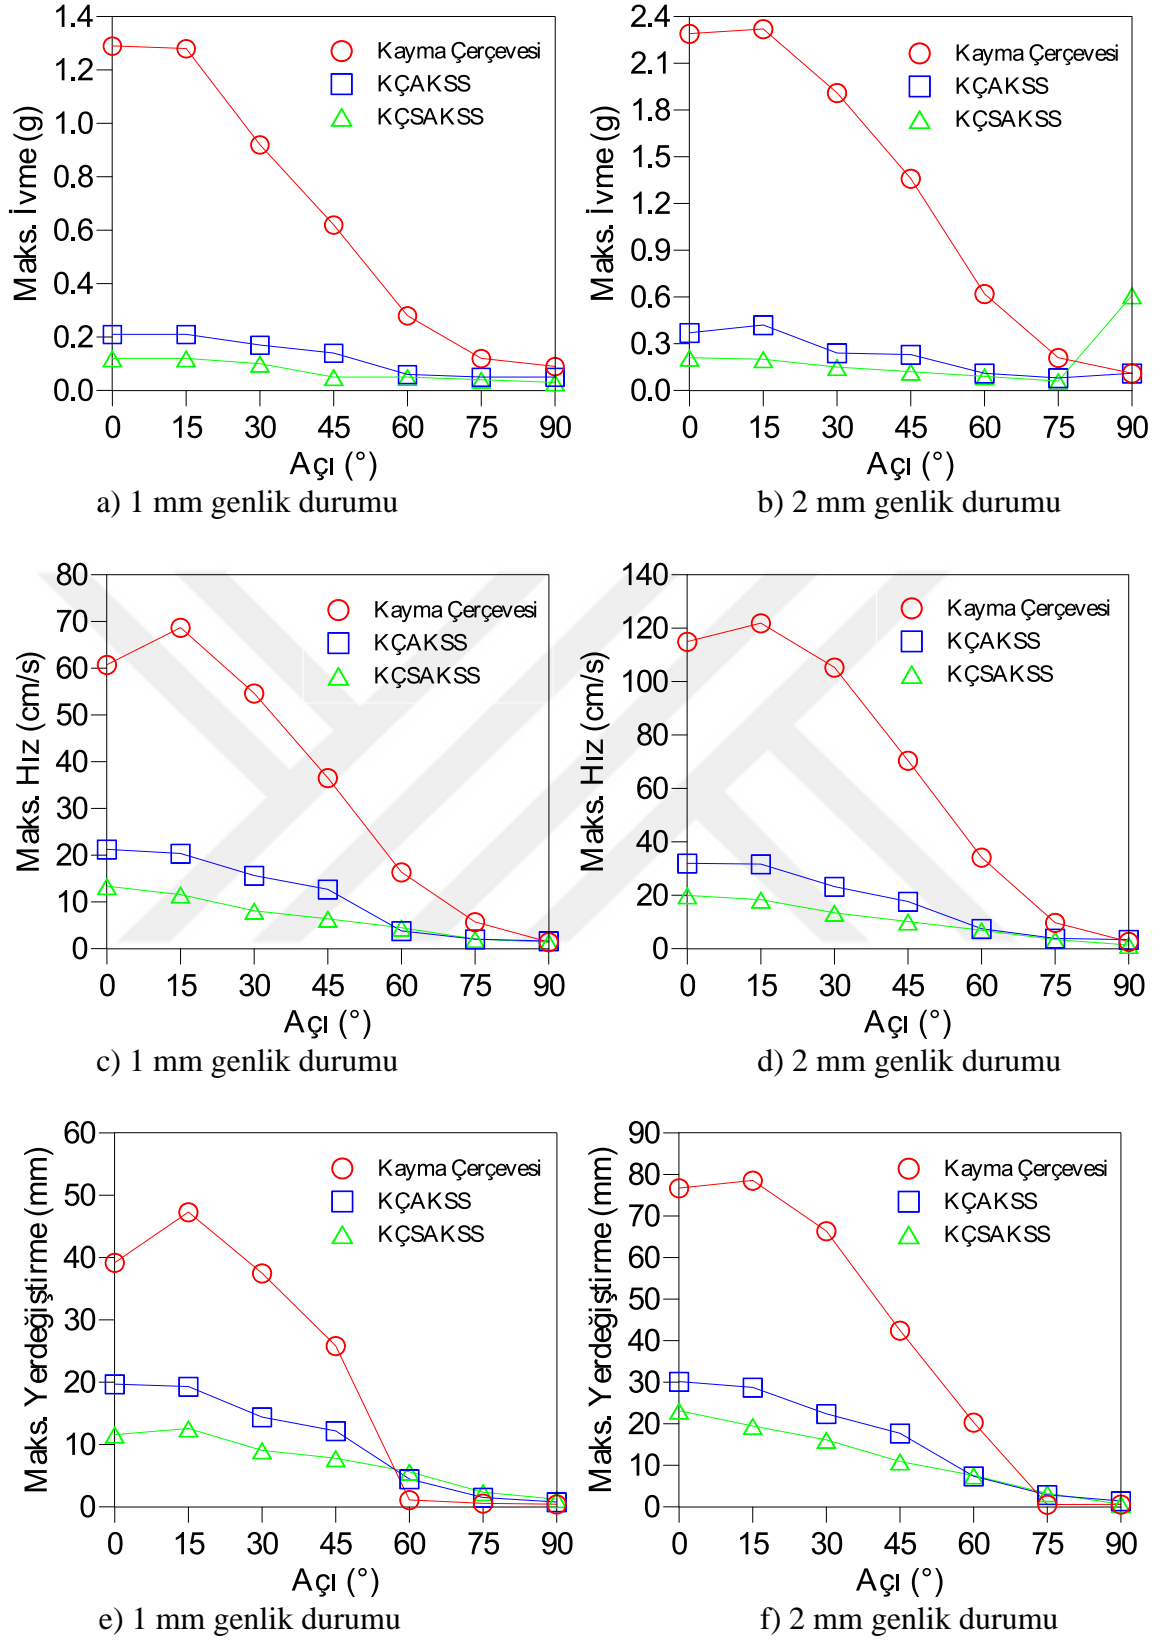 1.4
1.2
1.0
0.8
0.6
0.4
0.2
0.0
Maks. İvme (g)
Kayma Çerçevesi
KÇAKSS
KÇSAKSS
0 15 30 45 60 75 90
Açı (°)
a) 1 mm genlik durumu
2.4
2.1
1.8
1.5
1.2
0.9
0.6
0.3
0.0
Maks. İvme (g)
Kayma Çerçevesi
KÇAKSS
KÇSAKSS
0 15 30 45 60 75 90
Açı (°)
b) 2 mm genlik durumu
80
70
60
50
40
30
20
10
0
Maks. Hız (cm/s)
Kayma Çerçevesi
KÇAKSS
KÇSAKSS
0 15 30 45 60 75 90
Açı (°)
c) 1 mm genlik durumu
140
120
100
80
60
40
20
0
Maks. Hız (cm/s)
Kayma Çerçevesi
KÇAKSS
KÇSAKSS
0 15 30 45 60 75 90
Açı (°)
d) 2 mm genlik durumu
60
50
40
30
20
10
0
Maks. Yerdeğiştirme (mm)
Kayma Çerçevesi
KÇAKSS
KÇSAKSS
0 15 30 45 60 75 90
Açı (°)
e) 1 mm genlik durumu
90
80
70
60
50
40
30
20
10
0
Maks. Yerdeğiştirme (mm)
Kayma Çerçevesi
KÇAKSS
KÇSAKSS
0 15 30 45 60 75 90
Açı (°)
f) 2 mm genlik durumu